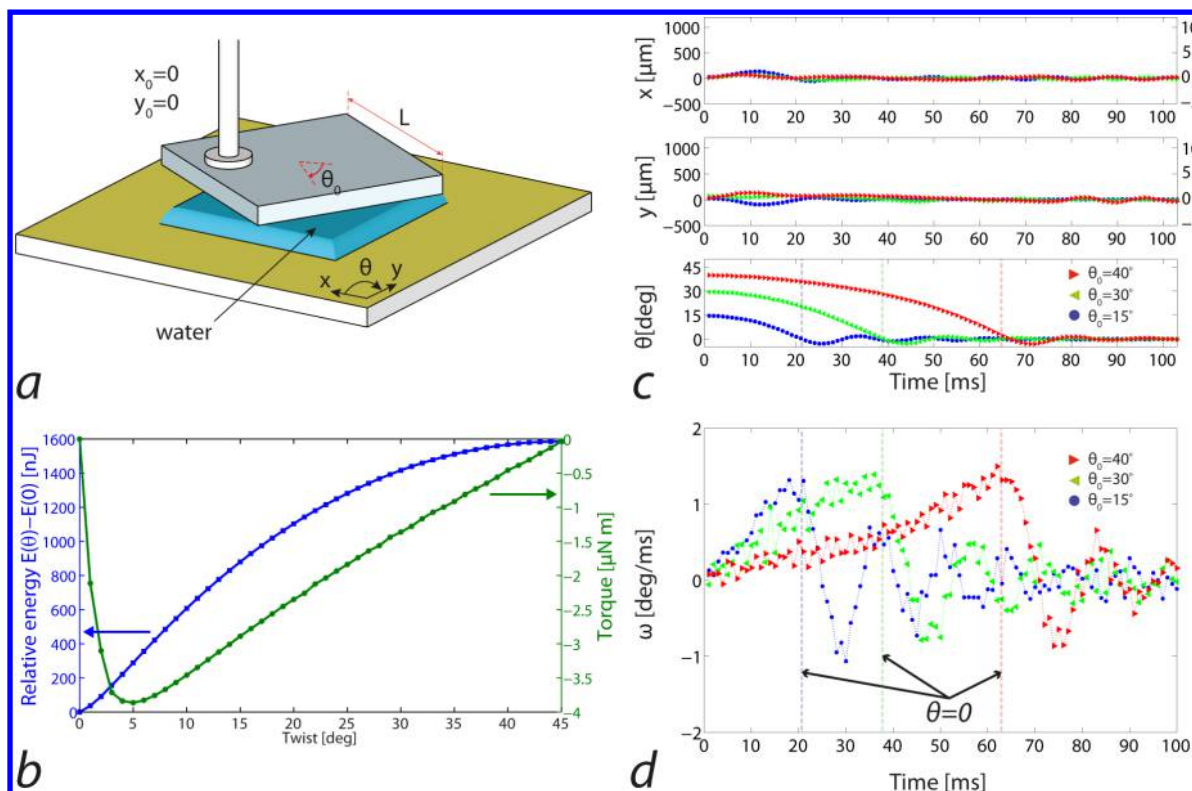 x₀=0
y₀=0
L
θ₀
θ
x
y
water
a
Relative energy E(θ)−E(0) [nJ]
1600
1400
1200
1000
800
600
400
200
0
0 5 10 15 20 25 30 35 40 45
Twist [deg]
0
−0.5
−1
−1.5
−2
−2.5
−3
−3.5
−4
Torque [µN m]
b
x [µm]
1000
500
0
−500
10
0
−5
0 10 20 30 40 50 60 70 80 90 100
y [µm]
1000
500
0
−500
10
0
−5
0 10 20 30 40 50 60 70 80 90 100
θ[deg]
45
30
15
0
θ₀=40°
θ₀=30°
θ₀=15°
0 10 20 30 40 50 60 70 80 90 100
Time [ms]
c
ω [deg/ms]
2
1
0
−1
−2
θ₀=40°
θ₀=30°
θ₀=15°
θ=0
0 10 20 30 40 50 60 70 80 90 100
Time [ms]
d